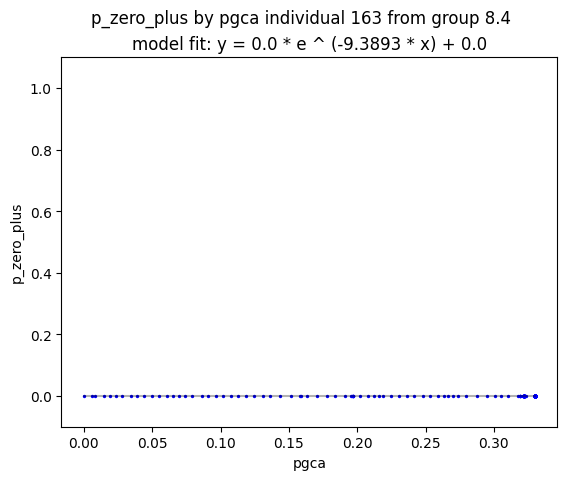 p_zero_plus by pgca individual 163 from group 8.4
model fit: y = 0.0 * e ^ (-9.3893 * x) + 0.0
1.0
0.8
0.6
0.4
0.2
0.0
p_zero_plus
0.00 0.05 0.10 0.15 0.20 0.25 0.30
pgca